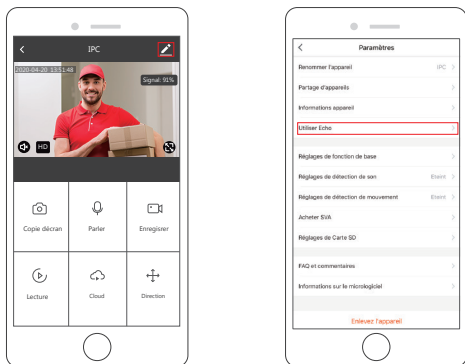 IPC
2020-04-20 13:51:48
Signal: 91%
HD
Copie décran
Parler
Enregisrer
Lecture
Cloud
Direction
Paramètres
Renommer l'appareil IPC
Partage d'appareils
Informations appareil
Utiliser Echo
Réglages de fonction de base
Réglages de détection de son Eteint
Réglages de détection de mouvement Eteint
Acheter SVA
Réglages de Carte SD
FAQ et commentaires
Informations sur le micrologiciel
Enlevez l'appareil